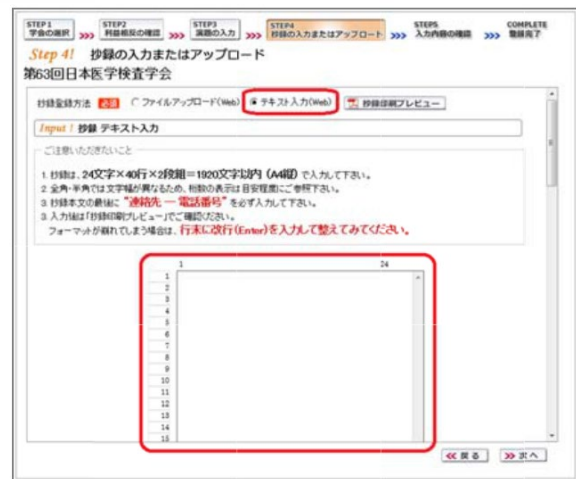 STEP1 STEP2 STEP3 STEP4 STEP5 COMPLETE
学会の選択 >>> 利益相反の確認 >>> 演題の入力 >>> 抄録の入力またはアップロード >>> 入力内容の確認 >>> 登録完了
Step 4! 抄録の入力またはアップロード
第63回日本医学検査学会
抄録登録方法 必須 ファイルアップロード(Web) テキスト入力(Web) 抄録印刷プレビュー
Input ! 抄録 テキスト入力
ご注意いただきたいこと
1. 抄録は、24文字×40行×2段組=1920文字以内 (A4縦) で入力して下さい。
2. 全角・半角では文字幅が異なるため、桁数の表示は目安程度にご参照下さい。
3. 抄録本文の最後に "連絡先 ― 電話番号" を必ず入力して下さい。
3. 入力後は「抄録印刷プレビュー」でご確認ください。
フォーマットが崩れてしまう場合は、行末に改行(Enter)を入力して整えてみてください。
1 24
1
2
3
4
5
6
7
8
9
10
11
12
13
14
15
<< 戻る >> 次へ